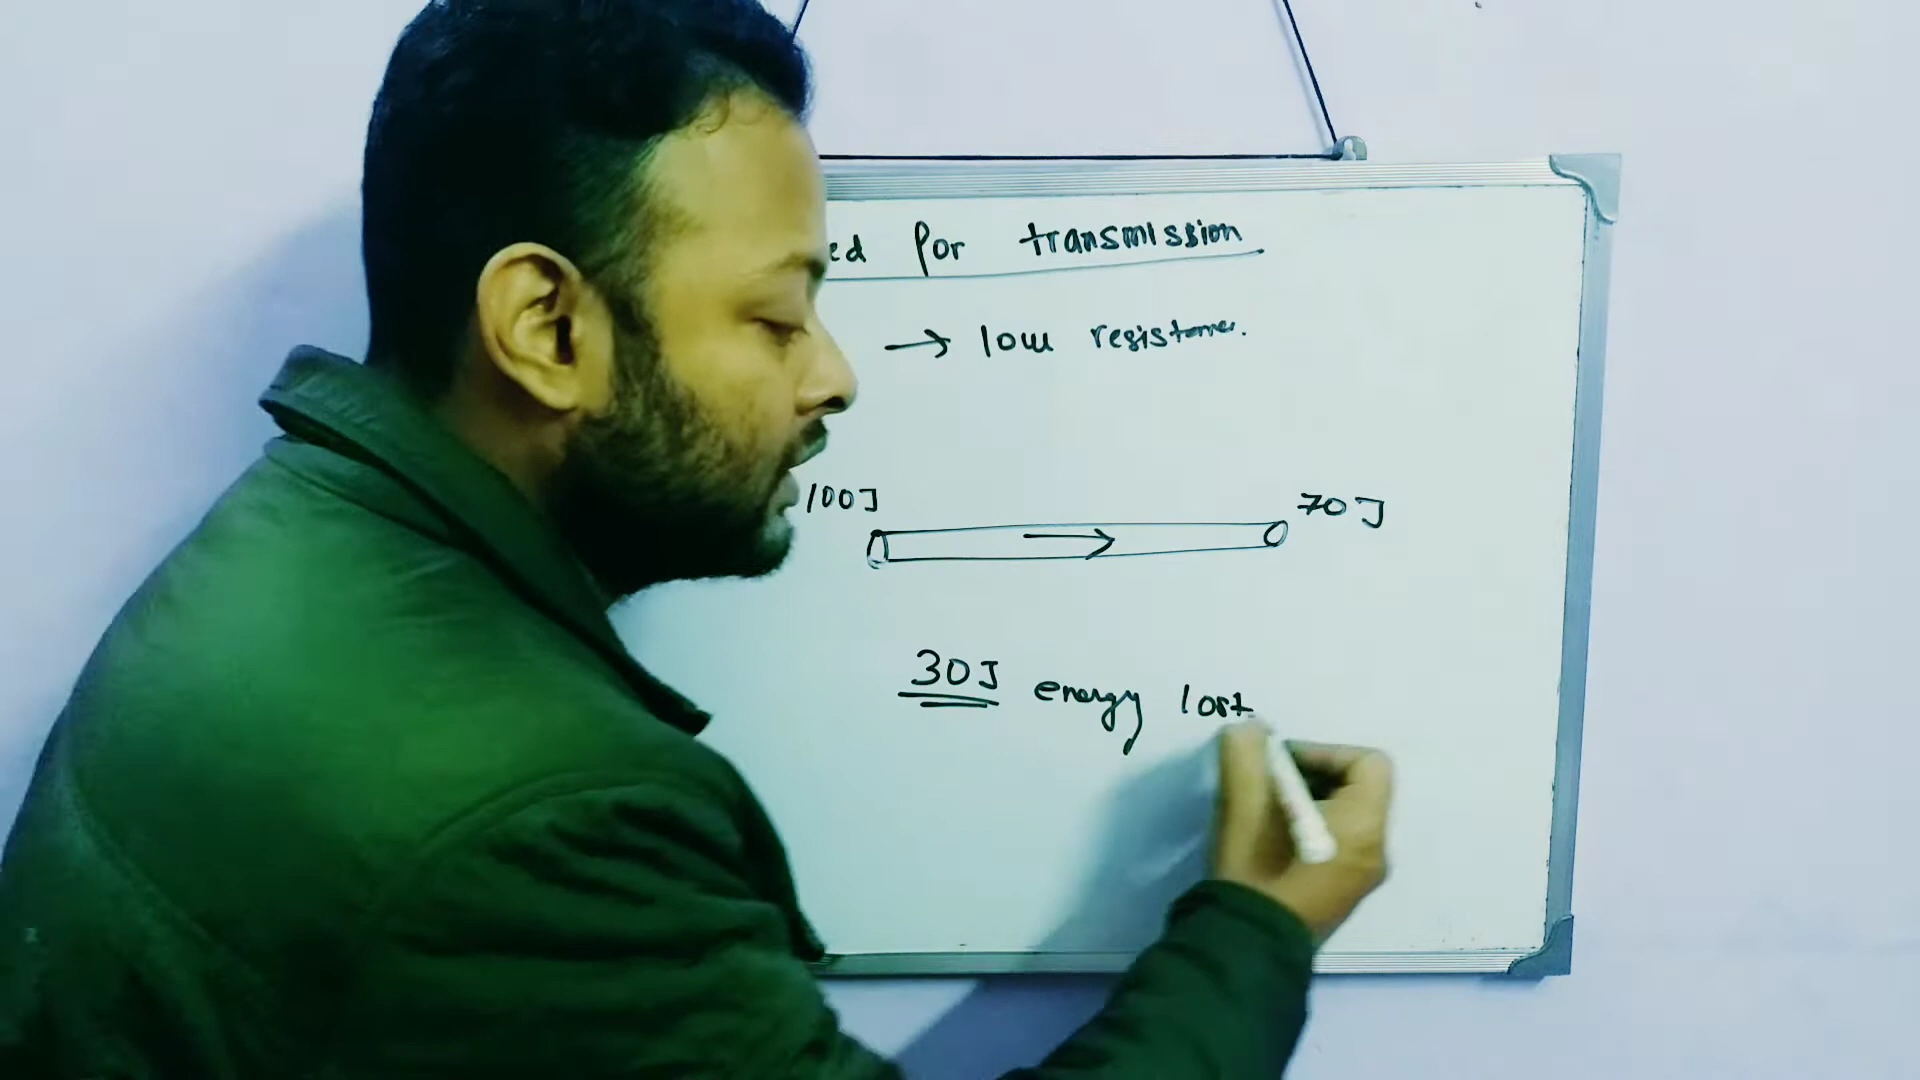 ed for transmission
→ low resistance.
100J
70J
30J energy lost